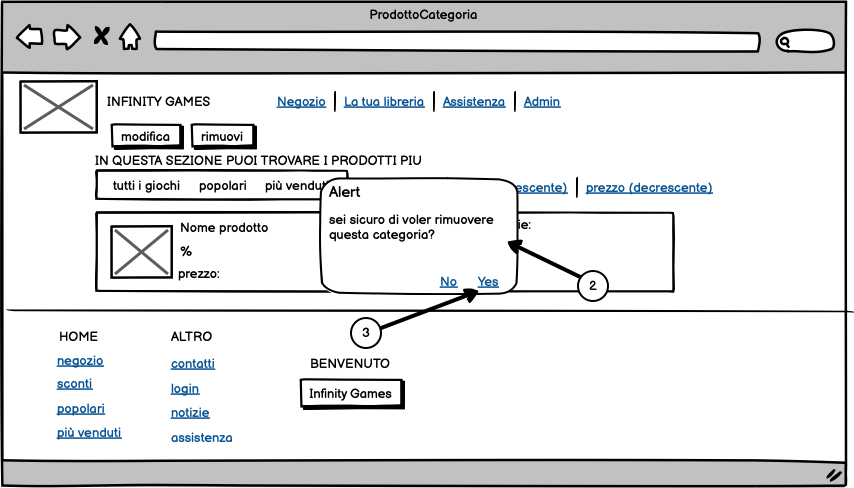 ProdottoCategoria
INFINITY GAMES
Negozio
La tua libreria
Assistenza
Admin
modifica
rimuovi
IN QUESTA SEZIONE PUOI TROVARE I PRODOTTI PIU
tutti i giochi popolari più vendut
escente)
prezzo (decrescente)
Alert
sei sicuro di voler rimuovere
questa categoria?
No
Yes
Nome prodotto
%
prezzo:
ie:
2
3
HOME
negozio
sconti
popolari
più venduti
ALTRO
contatti
login
notizie
assistenza
BENVENUTO
Infinity Games